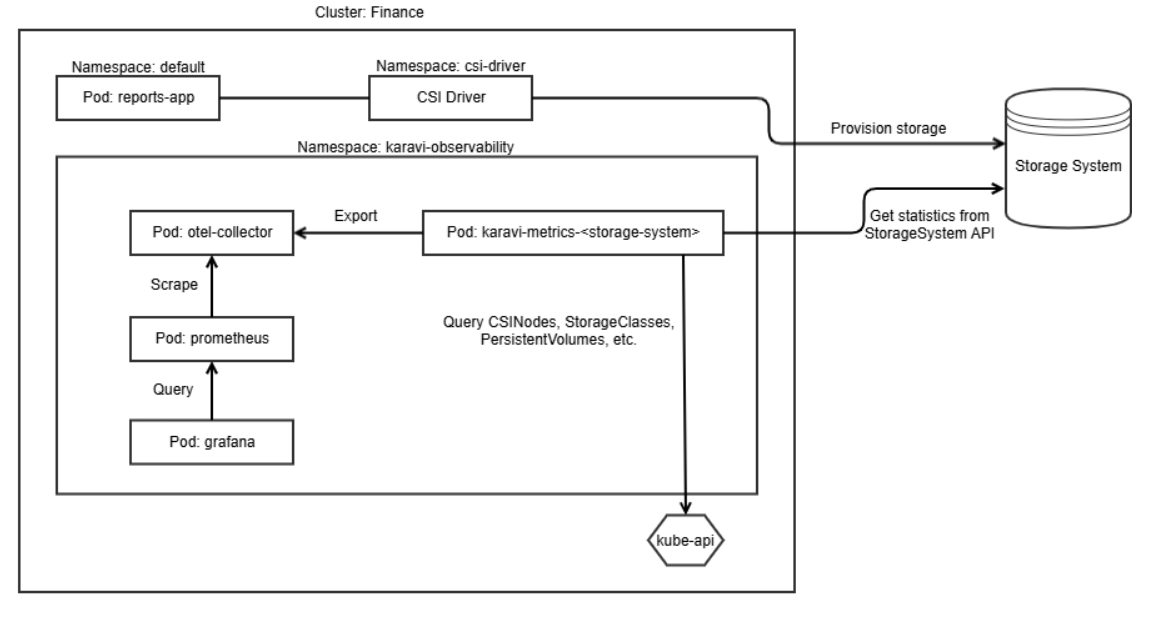 Cluster: Finance
Namespace: default
Namespace: csi-driver
Pod: reports-app
CSI Driver
Provision storage
Storage System
Namespace: karavi-observability
Pod: otel-collector
Export
Pod: karavi-metrics-<storage-system>
Get statistics from
StorageSystem API
Scrape
Query CSINodes, StorageClasses,
PersistentVolumes, etc.
Pod: prometheus
Query
Pod: grafana
kube-api